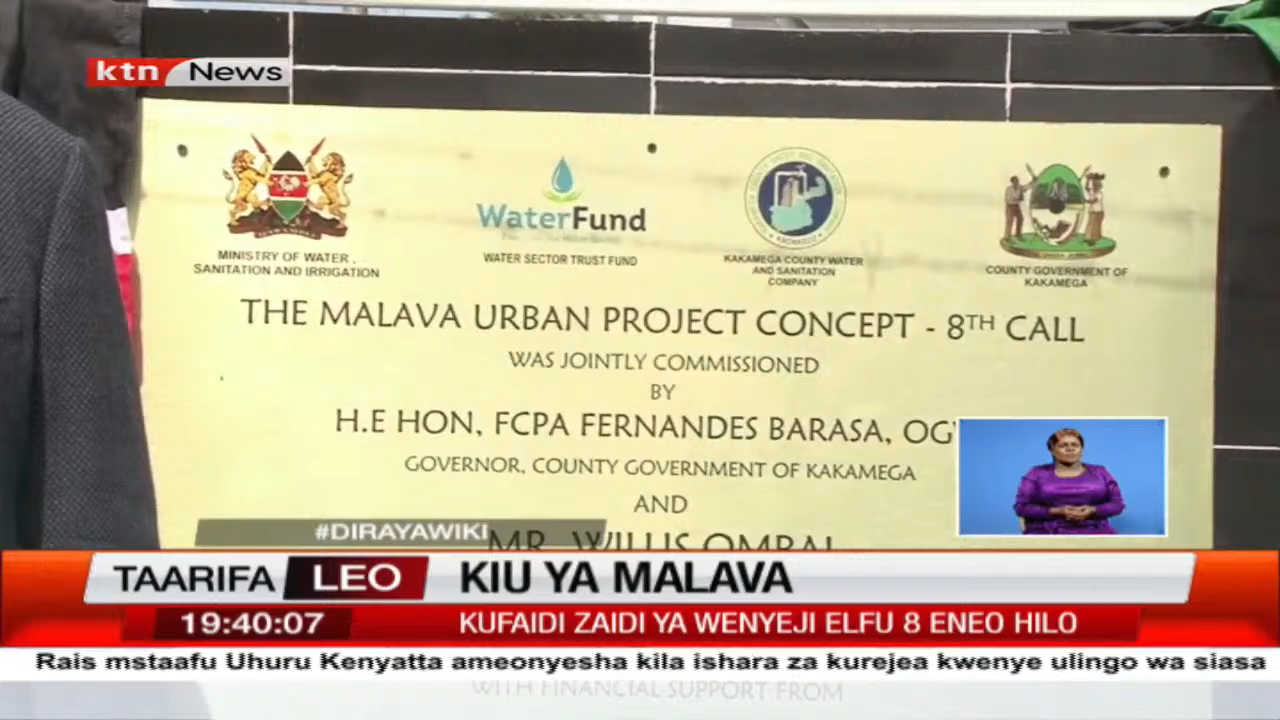 ktn News
MINISTRY OF WATER,
SANITATION AND IRRIGATION
WaterFund
WATER SECTOR TRUST FUND
KAKAMEGA COUNTY WATER
AND SANITATION
COMPANY
COUNTY GOVERNMENT OF
KAKAMEGA
THE MALAVA URBAN PROJECT CONCEPT - 8TH CALL
WAS JOINTLY COMMISSIONED
BY
H.E HON, FCPA FERNANDES BARASA,
GOVERNOR, COUNTY GOVERNMENT OF KAKAMEGA
AND
#DIRAYAWIKI
MR. WILLIS OMBAI
TAARIFA LEO KIU YA MALAVA
19:40:07 KUFAIDI ZAIDI YA WENYEJI ELFU 8 ENEO HILO
Rais mstaafu Uhuru Kenyatta ameonyesha kila ishara za kurejea kwenye ulingo wa siasa
WITH FINANCIAL SUPPORT FROM